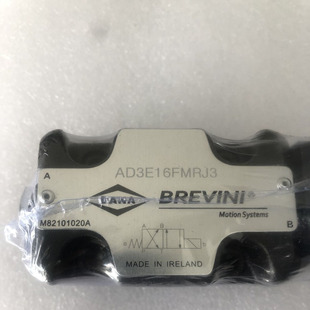 AD3E16FMRJ3
A
DANA BREVINI®
Motion Systems
M82101020A
B
MADE IN IRELAND